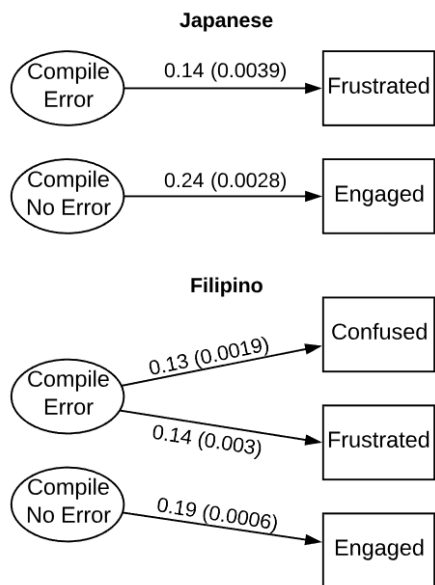 Japanese
Compile
Error
0.14 (0.0039)
Frustrated
Compile
No Error
0.24 (0.0028)
Engaged
Filipino
Compile
Error
0.13 (0.0019)
Confused
0.14 (0.003)
Frustrated
Compile
No Error
0.19 (0.0006)
Engaged